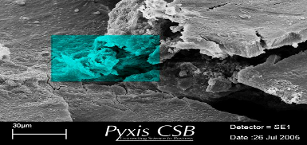 30µm
Pyxis CSB
Detector = SE1
Date :26 Jul 2006